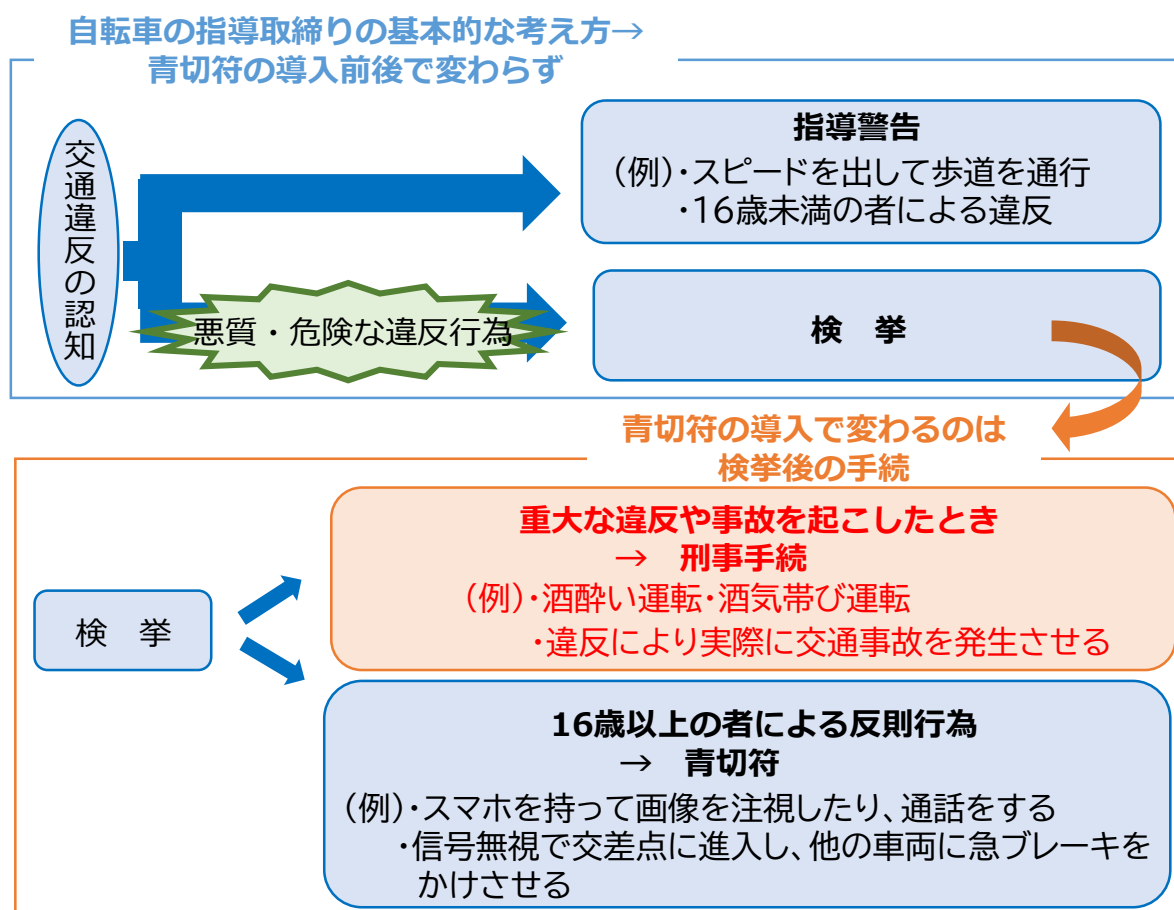 自転車の指導取締りの基本的な考え方→
青切符の導入前後で変わらず
交通違反の認知
指導警告
(例)・スピードを出して歩道を通行
・16歳未満の者による違反
悪質・危険な違反行為
検　挙
青切符の導入で変わるのは
検挙後の手続
検　挙
重大な違反や事故を起こしたとき
→　刑事手続
(例)・酒酔い運転・酒気帯び運転
・違反により実際に交通事故を発生させる
16歳以上の者による反則行為
→　青切符
(例)・スマホを持って画像を注視したり、通話をする
・信号無視で交差点に進入し、他の車両に急ブレーキを
かけさせる